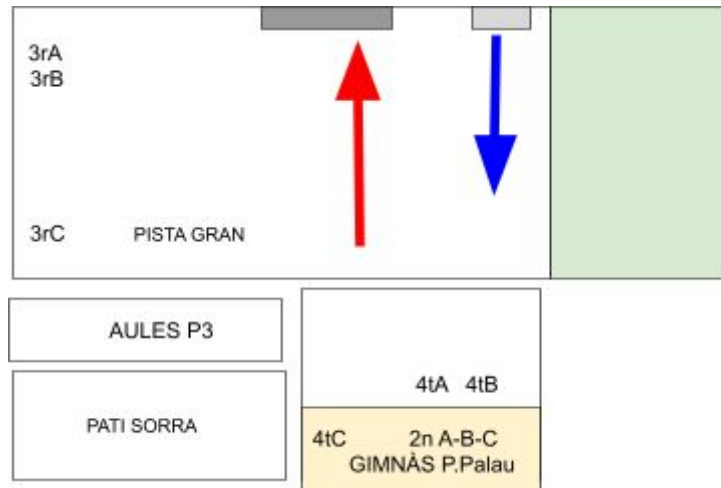 3rA
3rB
3rC
PISTA GRAN
AULES P3
PATI SORRA
4tA 4tB
4tC 2n A-B-C
GIMNÀS P.Palau